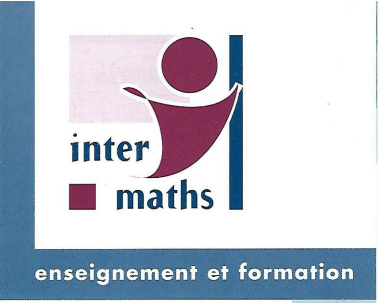 inter
maths
enseignement et formation